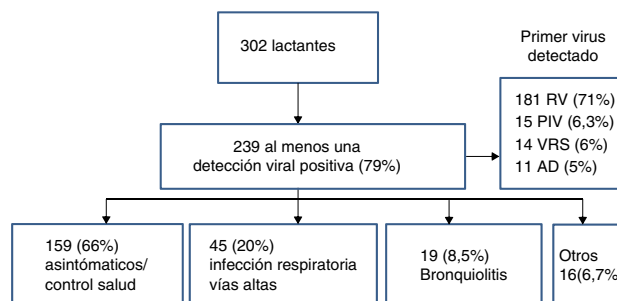 302 lactantes
Primer virus
detectado
181 RV (71%)
15 PIV (6,3%)
14 VRS (6%)
11 AD (5%)
239 al menos una
detección viral positiva (79%)
159 (66%)
asintómaticos/
control salud
45 (20%)
infección respiratoria
vías altas
19 (8,5%)
Bronquiolitis
Otros
16(6,7%